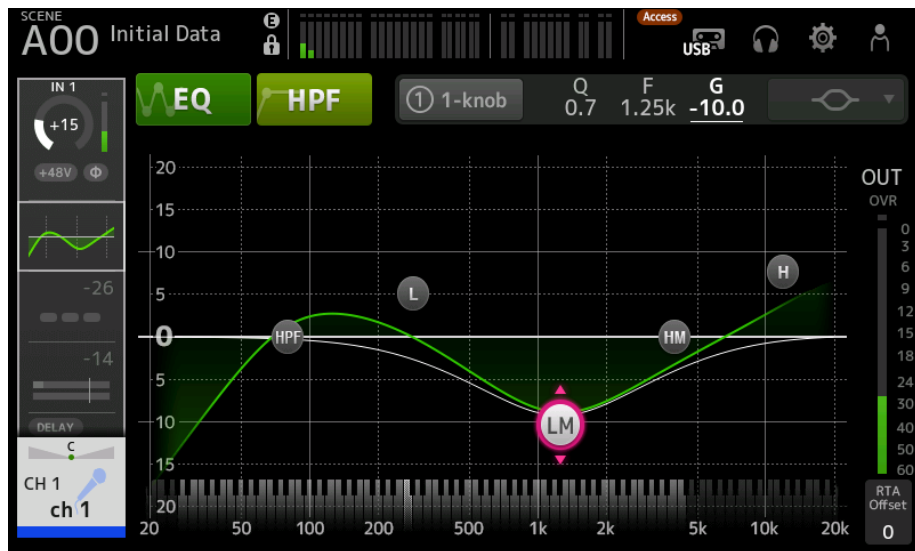 SCENE
A00 Initial Data
E
Access
USB
IN 1
+15
+48V Φ
-26
-14
DELAY
C
CH 1
ch 1
EQ
HPF
1 1-knob
Q F G
0.7 1.25k -10.0
20
15
10
5
0
5
10
15
20
HPF
L
LM
HM
H
20 50 100 200 500 1k 2k 5k 10k 20k
OUT
OVR
0
3
6
9
12
15
18
24
30
40
50
60
RTA
Offset
0